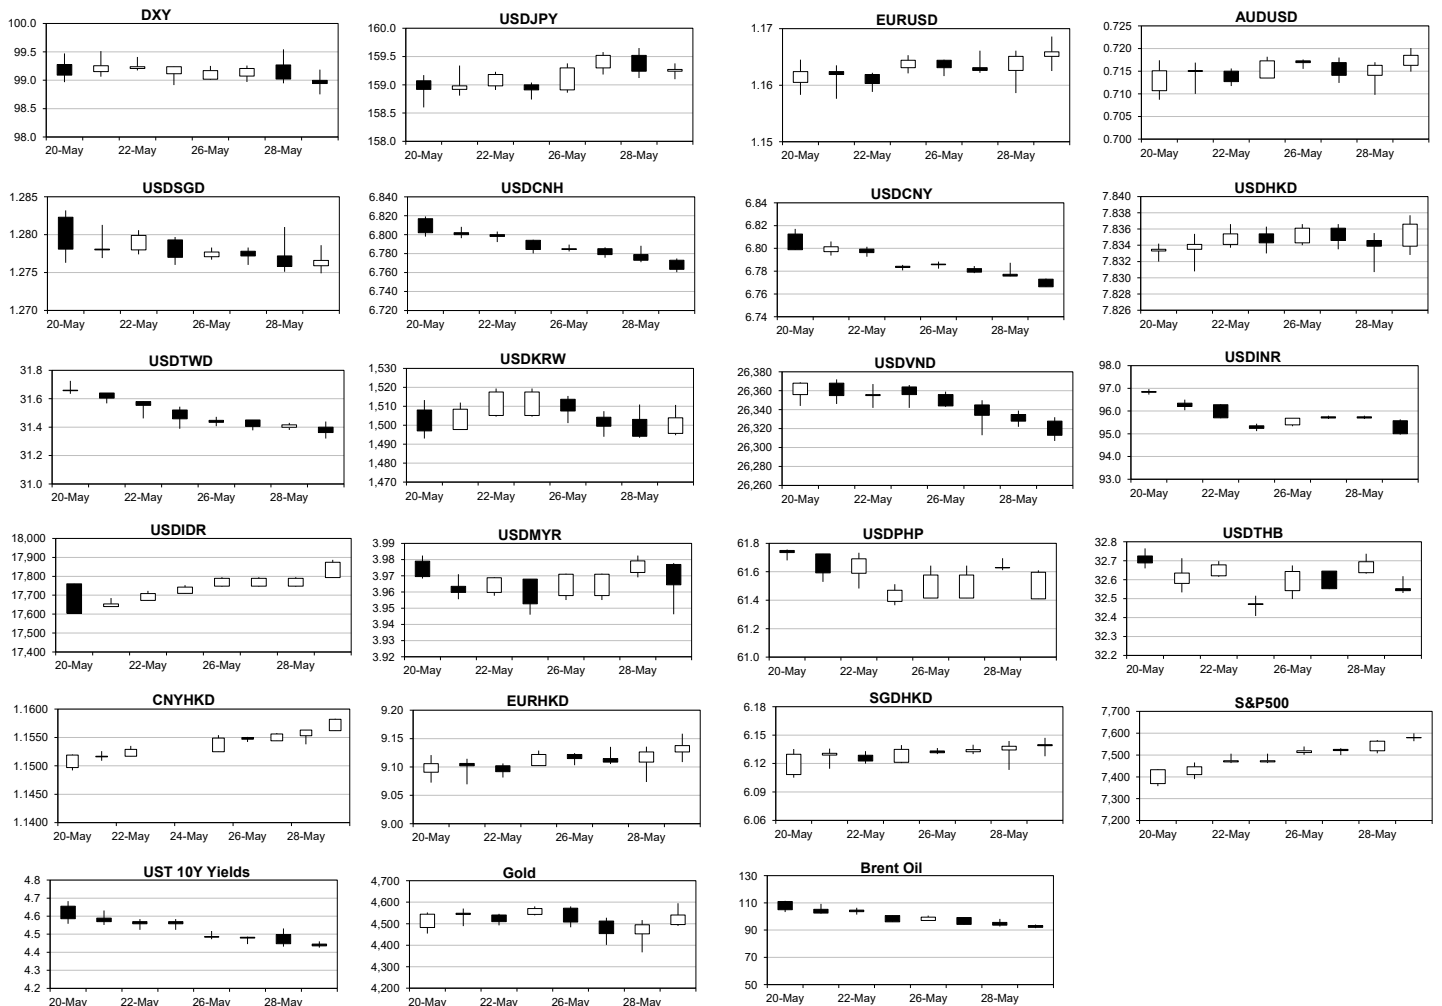 DXY
100.0
99.5
99.0
98.5
98.0
20-May 22-May 26-May 28-May
USDJPY
160.0
159.0
158.0
20-May 22-May 26-May 28-May
EURUSD
1.17
1.16
1.15
20-May 22-May 26-May 28-May
AUDUSD
0.725
0.720
0.715
0.710
0.705
0.700
20-May 22-May 26-May 28-May
USDSGD
1.285
1.280
1.275
1.270
20-May 22-May 26-May 28-May
USDCNH
6.840
6.820
6.800
6.780
6.760
6.740
6.720
20-May 22-May 26-May 28-May
USDCNY
6.84
6.82
6.80
6.78
6.76
6.74
20-May 22-May 26-May 28-May
USDHKD
7.840
7.838
7.836
7.834
7.832
7.830
7.828
7.826
20-May 22-May 26-May 28-May
USDTWD
31.8
31.6
31.4
31.2
31.0
20-May 22-May 26-May 28-May
USDKRW
1,530
1,520
1,510
1,500
1,490
1,480
1,470
20-May 22-May 26-May 28-May
USDVND
26,380
26,360
26,340
26,320
26,300
26,280
26,260
20-May 22-May 26-May 28-May
USDINR
98.0
97.0
96.0
95.0
94.0
93.0
20-May 22-May 26-May 28-May
USDIDR
18,000
17,900
17,800
17,700
17,600
17,500
17,400
20-May 22-May 26-May 28-May
USDMYR
3.99
3.98
3.97
3.96
3.95
3.94
3.93
3.92
20-May 22-May 26-May 28-May
USDPHP
61.8
61.6
61.4
61.2
61.0
20-May 22-May 26-May 28-May
USDTHB
32.8
32.7
32.6
32.5
32.4
32.3
32.2
20-May 22-May 26-May 28-May
CNYHKD
1.1600
1.1550
1.1500
1.1450
1.1400
20-May 22-May 24-May 26-May 28-May
EURHKD
9.20
9.15
9.10
9.05
9.00
20-May 22-May 26-May 28-May
SGDHKD
6.18
6.15
6.12
6.09
6.06
20-May 22-May 26-May 28-May
S&P500
7,700
7,600
7,500
7,400
7,300
7,200
20-May 22-May 26-May 28-May
UST 10Y Yields
4.8
4.7
4.6
4.5
4.4
4.3
4.2
20-May 22-May 26-May 28-May
Gold
4,700
4,600
4,500
4,400
4,300
4,200
20-May 22-May 26-May 28-May
Brent Oil
130
110
90
70
50
20-May 22-May 26-May 28-May